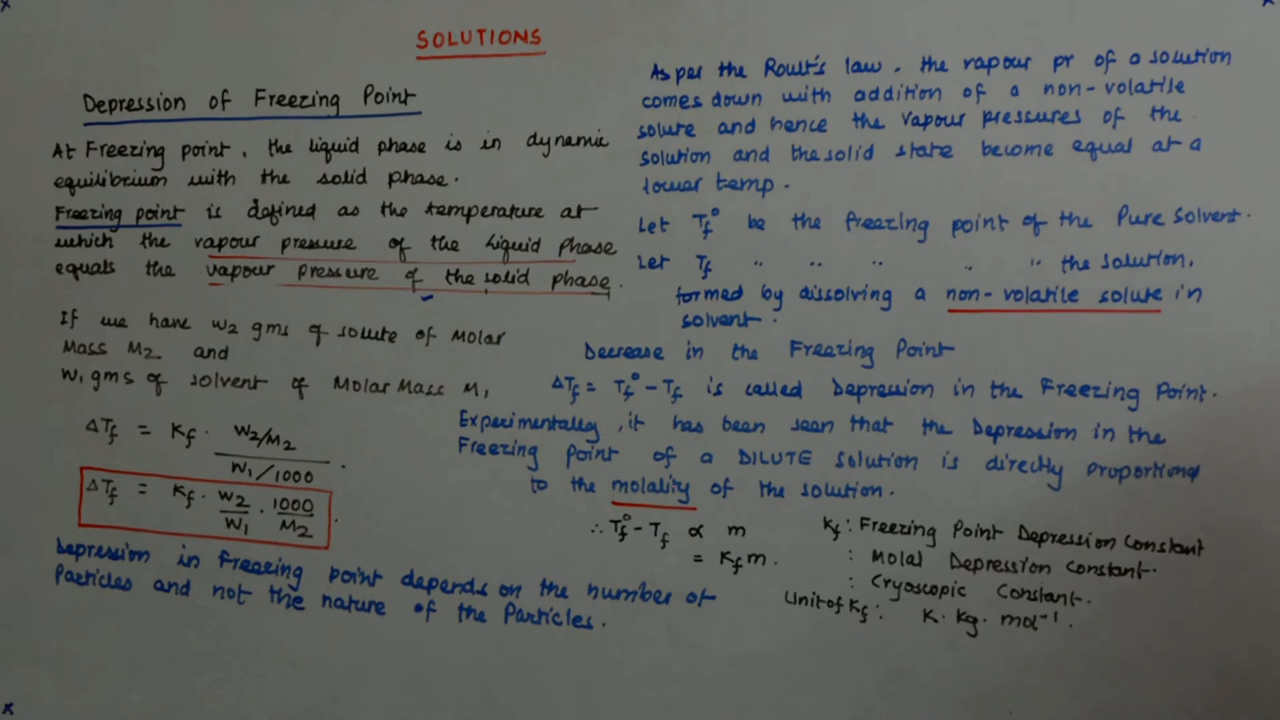 SOLUTIONS
Depression of Freezing Point
At Freezing point, the liquid phase is in dynamic
equilibrium with the solid phase.
Freezing point is defined as the temperature at
which the vapour pressure of the liquid phase
equals the vapour pressure of the solid phase.
If we have w2 gms of solute of Molar
Mass M2 and
W1 gms of solvent of Molar Mass M1
ΔTf = Kf . W2/M2
W1/1000 .
ΔTf = Kf . W2/W1 . 1000/M2 .
Depression in freezing point depends on the number of
Particles and not the nature of the Particles.
As per the Roult's law, the vapour pr of a solution
comes down with addition of a non-volatile
solute and hence the vapour pressures of the
solution and the solid state become equal at a
lower temp.
Let Tf° be the freezing point of the Pure Solvent.
Let Tf " " " " " the solution,
formed by dissolving a non-volatile solute in
solvent.
Decrease in the Freezing Point
ΔTf = Tf° - Tf is called Depression in the Freezing Point.
Experimentally, it has been seen that the Depression in the
Freezing Point of a DILUTE solution is directly proportional
to the molality of the solution.
∴ Tf° - Tf ∝ m
= Kf m.
Kf : Freezing Point Depression Constant
: Molal Depression Constant.
: Cryoscopic Constant.
Unit of Kf : K. Kg. mol⁻¹.